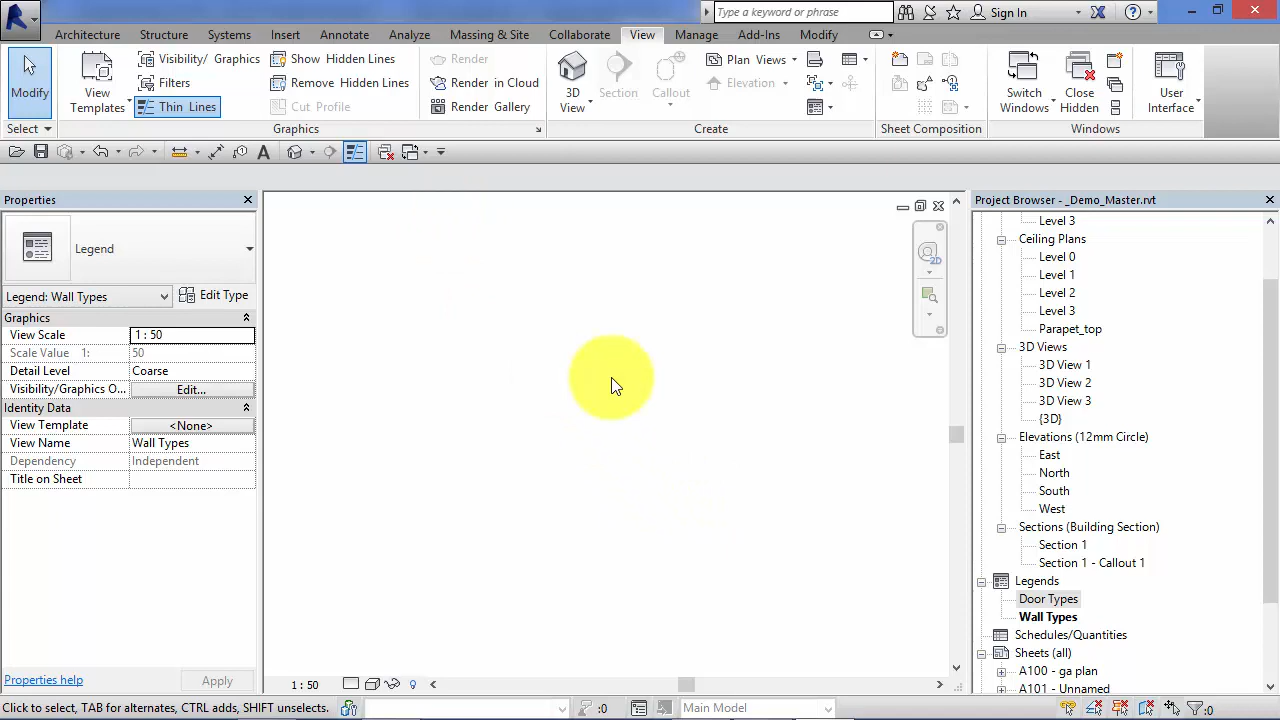 Type a keyword or phrase
Sign In
Architecture Structure Systems Insert Annotate Analyze Massing & Site Collaborate View Manage Add-Ins Modify
Modify
View Templates
Visibility/ Graphics
Filters
Thin Lines
Show Hidden Lines
Remove Hidden Lines
Cut Profile
Render
Render in Cloud
Render Gallery
3D View
Section
Callout
Plan Views
Elevation
Switch Windows
Close Hidden
User Interface
Select Graphics Create Sheet Composition Windows
Properties
Legend
Legend: Wall Types Edit Type
Graphics
View Scale 1 : 50
Scale Value 1: 50
Detail Level Coarse
Visibility/Graphics O... Edit...
Identity Data
View Template <None>
View Name Wall Types
Dependency Independent
Title on Sheet
Properties help Apply
2D
1 : 50
Project Browser - _Demo_Master.rvt
Level 3
Ceiling Plans
Level 0
Level 1
Level 2
Level 3
Parapet_top
3D Views
3D View 1
3D View 2
3D View 3
{3D}
Elevations (12mm Circle)
East
North
South
West
Sections (Building Section)
Section 1
Section 1 - Callout 1
Legends
Door Types
Wall Types
Schedules/Quantities
Sheets (all)
A100 - ga plan
A101 - Unnamed
Click to select, TAB for alternates, CTRL adds, SHIFT unselects. :0 Main Model :0